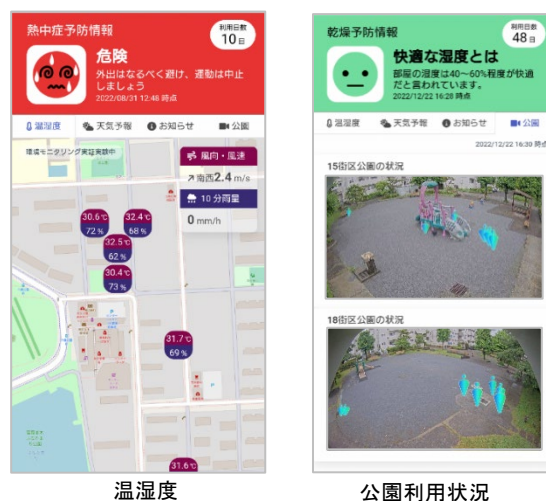 熱中症予防情報
利用日数
10日
危険
外出はなるべく避け、運動は中止
しましょう
2022/08/31 12:46 時点
温湿度
天気予報
お知らせ
公園
環境モニタリング実証実験中
風向・風速
南西2.4 m/s
10 分雨量
0 mm/h
30.6℃
72 %
32.4℃
68 %
32.5℃
62 %
30.4℃
73 %
31.7℃
69 %
31.6℃
温湿度
乾燥予防情報
利用日数
48日
快適な湿度とは
部屋の湿度は40～60%程度が快適
だと言われています。
2022/12/22 16:28 時点
温湿度
天気予報
お知らせ
公園
2022/12/22 16:39 時点
15街区公園の状況
18街区公園の状況
公園利用状況